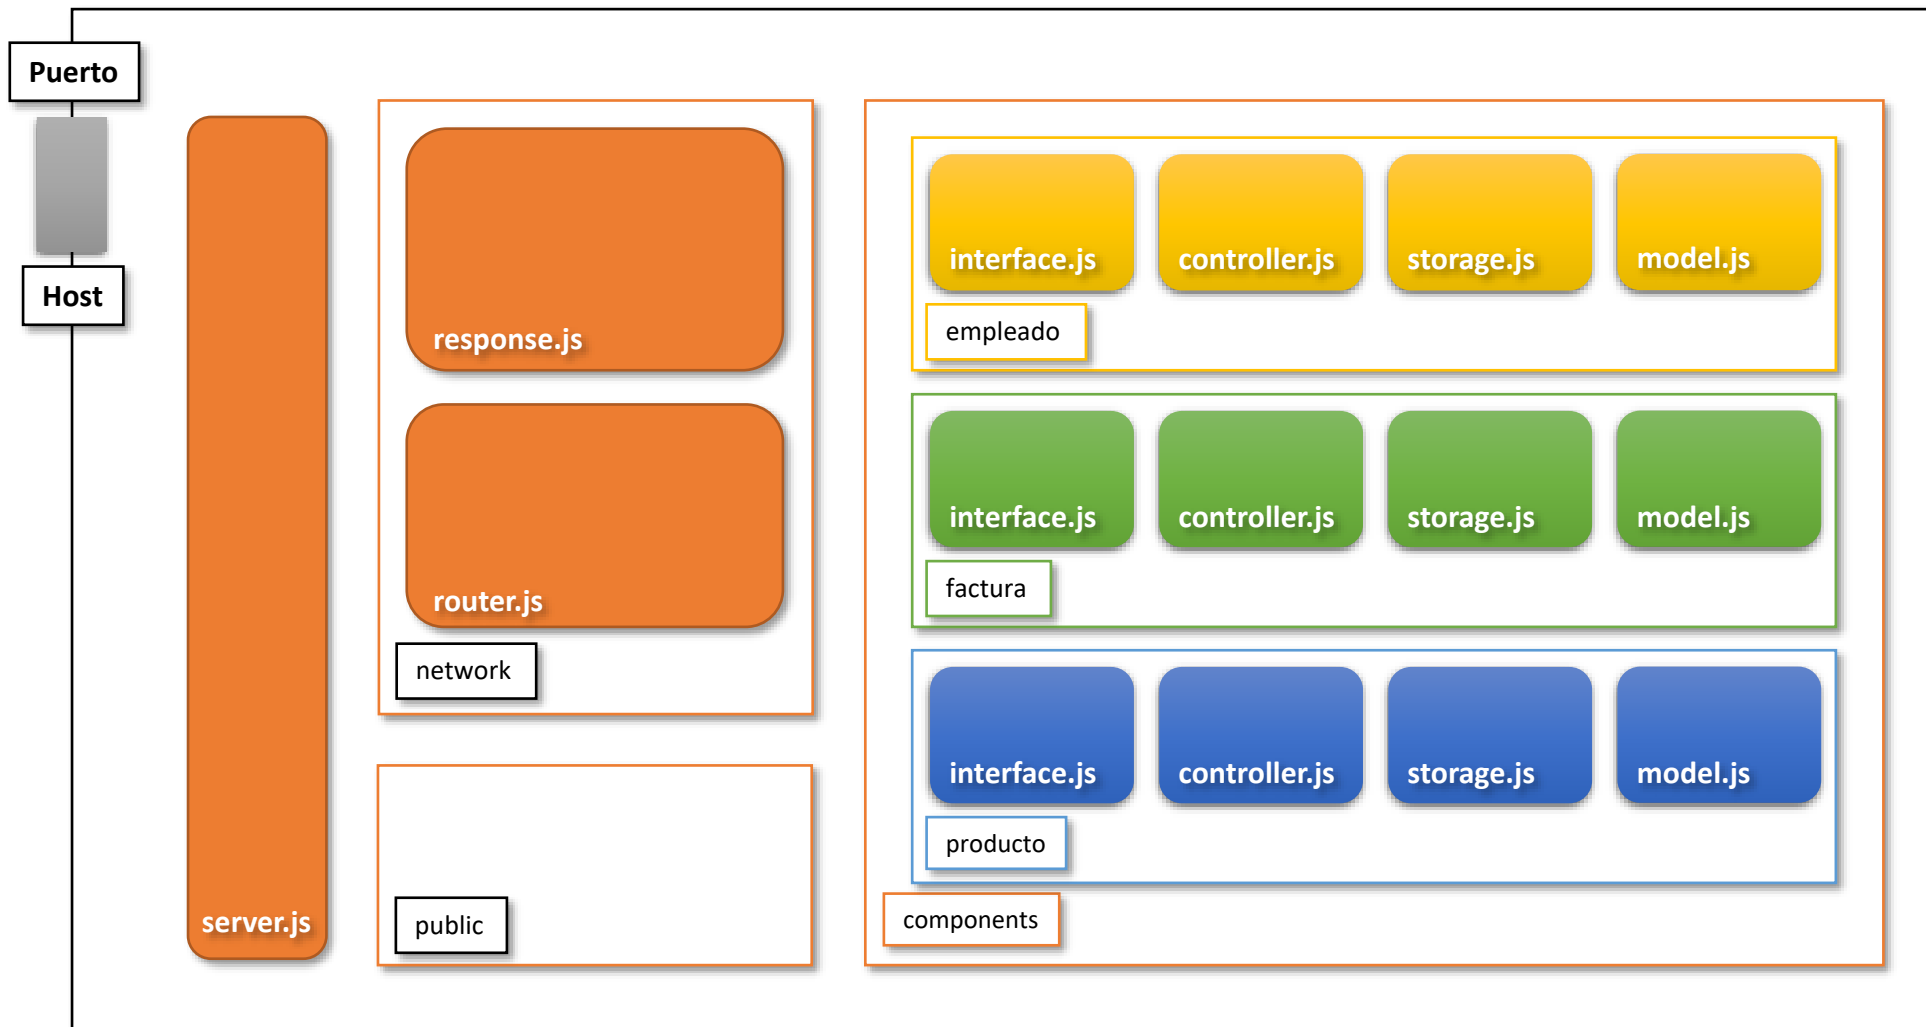 Puerto
Host
server.js
response.js
router.js
network
public
interface.js
controller.js
storage.js
model.js
empleado
interface.js
controller.js
storage.js
model.js
factura
interface.js
controller.js
storage.js
model.js
producto
components